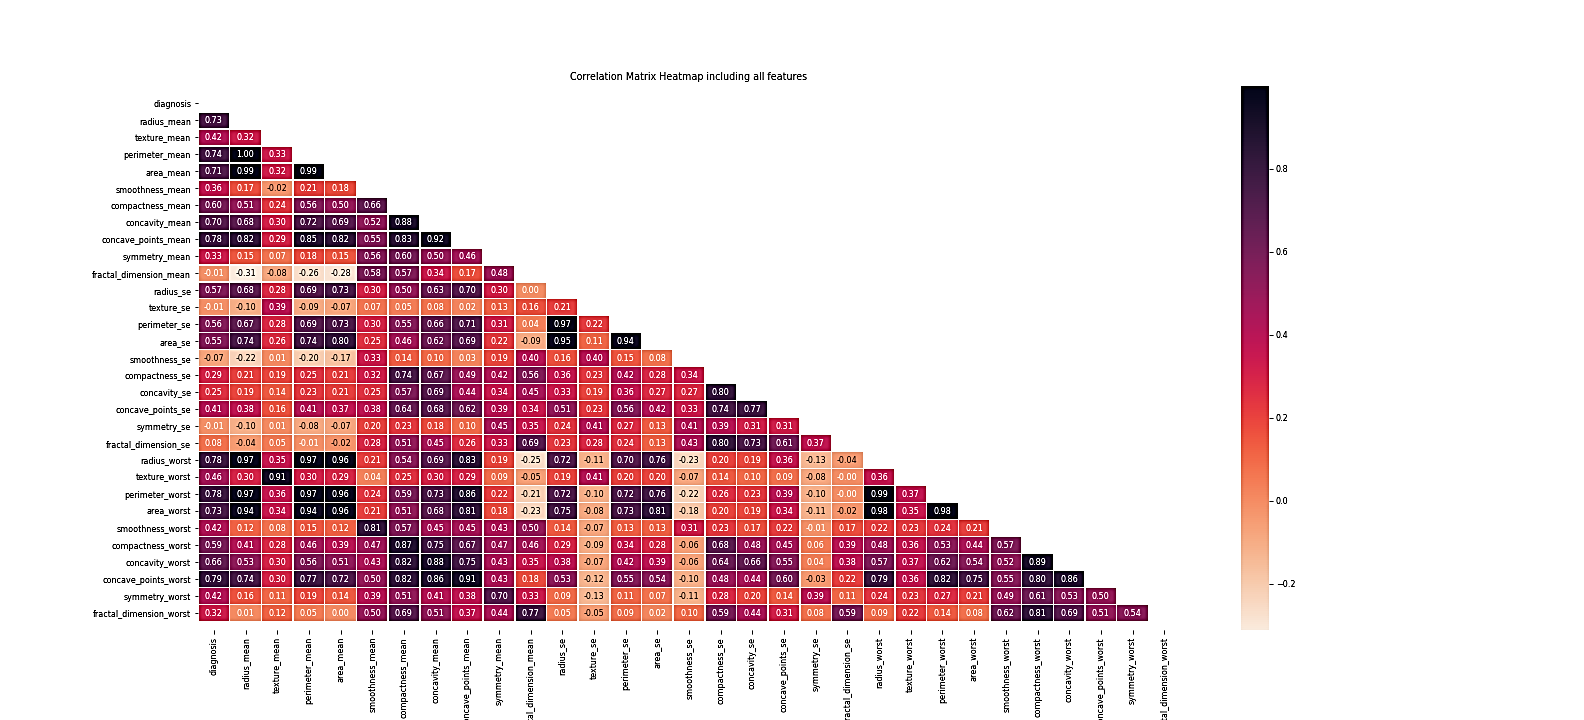 Correlation Matrix Heatmap including all features
diagnosis
radius_mean 0.73
texture_mean 0.42 0.32
perimeter_mean 0.74 1.00 0.33
area_mean 0.71 0.99 0.32 0.99
smoothness_mean 0.36 0.17 -0.02 0.21 0.18
compactness_mean 0.60 0.51 0.24 0.56 0.50 0.66
concavity_mean 0.70 0.68 0.30 0.72 0.69 0.52 0.88
concave_points_mean 0.78 0.82 0.29 0.85 0.82 0.55 0.83 0.92
symmetry_mean 0.33 0.15 0.07 0.18 0.15 0.56 0.60 0.50 0.46
fractal_dimension_mean -0.01 -0.31 -0.08 -0.26 -0.28 0.58 0.57 0.34 0.17 0.48
radius_se 0.57 0.68 0.28 0.69 0.73 0.30 0.50 0.63 0.70 0.30 0.00
texture_se -0.01 -0.10 0.39 -0.09 -0.07 0.07 0.05 0.08 0.02 0.13 0.16 0.21
perimeter_se 0.56 0.67 0.28 0.69 0.73 0.30 0.55 0.66 0.71 0.31 0.04 0.97 0.22
area_se 0.55 0.74 0.26 0.74 0.80 0.25 0.46 0.62 0.69 0.22 -0.09 0.95 0.11 0.94
smoothness_se -0.07 -0.22 0.01 -0.20 -0.17 0.33 0.14 0.10 0.03 0.19 0.40 0.16 0.40 0.15 0.08
compactness_se 0.29 0.21 0.19 0.25 0.21 0.32 0.74 0.67 0.49 0.42 0.56 0.36 0.23 0.42 0.28 0.34
concavity_se 0.25 0.19 0.14 0.23 0.21 0.25 0.57 0.69 0.44 0.34 0.45 0.33 0.19 0.36 0.27 0.27 0.80
concave_points_se 0.41 0.38 0.16 0.41 0.37 0.38 0.64 0.68 0.62 0.39 0.34 0.51 0.23 0.56 0.42 0.33 0.74 0.77
symmetry_se -0.01 -0.10 0.01 -0.08 -0.07 0.20 0.23 0.18 0.10 0.45 0.35 0.24 0.41 0.27 0.13 0.41 0.39 0.31 0.31
fractal_dimension_se 0.08 -0.04 0.05 -0.01 -0.02 0.28 0.51 0.45 0.26 0.33 0.69 0.23 0.28 0.24 0.13 0.43 0.80 0.73 0.61 0.37
radius_worst 0.78 0.97 0.35 0.97 0.96 0.21 0.54 0.69 0.83 0.19 -0.25 0.72 -0.11 0.70 0.76 -0.23 0.20 0.19 0.36 -0.13 -0.04
texture_worst 0.46 0.30 0.91 0.30 0.29 0.04 0.25 0.30 0.29 0.09 -0.05 0.19 0.41 0.20 0.20 -0.07 0.14 0.10 0.09 -0.08 -0.00 0.36
perimeter_worst 0.78 0.97 0.36 0.97 0.96 0.24 0.59 0.73 0.86 0.22 -0.21 0.72 -0.10 0.72 0.76 -0.22 0.26 0.23 0.39 -0.10 -0.00 0.99 0.37
area_worst 0.73 0.94 0.34 0.94 0.96 0.21 0.51 0.68 0.81 0.18 -0.23 0.75 -0.08 0.73 0.81 -0.18 0.20 0.19 0.34 -0.11 -0.02 0.98 0.35 0.98
smoothness_worst 0.42 0.12 0.08 0.15 0.12 0.81 0.57 0.45 0.45 0.43 0.50 0.14 -0.07 0.13 0.13 0.31 0.23 0.17 0.22 -0.01 0.17 0.22 0.23 0.24 0.21
compactness_worst 0.59 0.41 0.28 0.46 0.39 0.47 0.87 0.75 0.67 0.47 0.46 0.29 -0.09 0.34 0.28 -0.06 0.68 0.48 0.45 0.06 0.39 0.48 0.36 0.53 0.44 0.57
concavity_worst 0.66 0.53 0.30 0.56 0.51 0.43 0.82 0.88 0.75 0.43 0.35 0.38 -0.07 0.42 0.39 -0.06 0.64 0.66 0.55 0.04 0.38 0.57 0.37 0.62 0.54 0.52 0.89
concave_points_worst 0.79 0.74 0.30 0.77 0.72 0.50 0.82 0.86 0.91 0.43 0.18 0.53 -0.12 0.55 0.54 -0.10 0.48 0.44 0.60 -0.03 0.22 0.79 0.36 0.82 0.75 0.55 0.80 0.86
symmetry_worst 0.42 0.16 0.11 0.19 0.14 0.39 0.51 0.41 0.38 0.70 0.33 0.09 -0.13 0.11 0.07 -0.11 0.28 0.20 0.14 0.39 0.11 0.24 0.23 0.27 0.21 0.49 0.61 0.53 0.50
fractal_dimension_worst 0.32 0.01 0.12 0.05 0.00 0.50 0.69 0.51 0.37 0.44 0.77 0.05 -0.05 0.09 0.02 0.10 0.59 0.44 0.31 0.08 0.59 0.09 0.22 0.14 0.08 0.49 0.81 0.69 0.51 0.54
diagnosis
radius_mean
texture_mean
perimeter_mean
area_mean
smoothness_mean
compactness_mean
concavity_mean
oncave_points_mean
symmetry_mean
tal_dimension_mean
radius_se
texture_se
perimeter_se
area_se
smoothness_se
compactness_se
concavity_se
concave_points_se
symmetry_se
ractal_dimension_se
radius_worst
texture_worst
perimeter_worst
area_worst
smoothness_worst
compactness_worst
concavity_worst
oncave_points_worst
symmetry_worst
tal_dimension_worst
0.8
0.6
0.4
0.2
0.0
−0.2